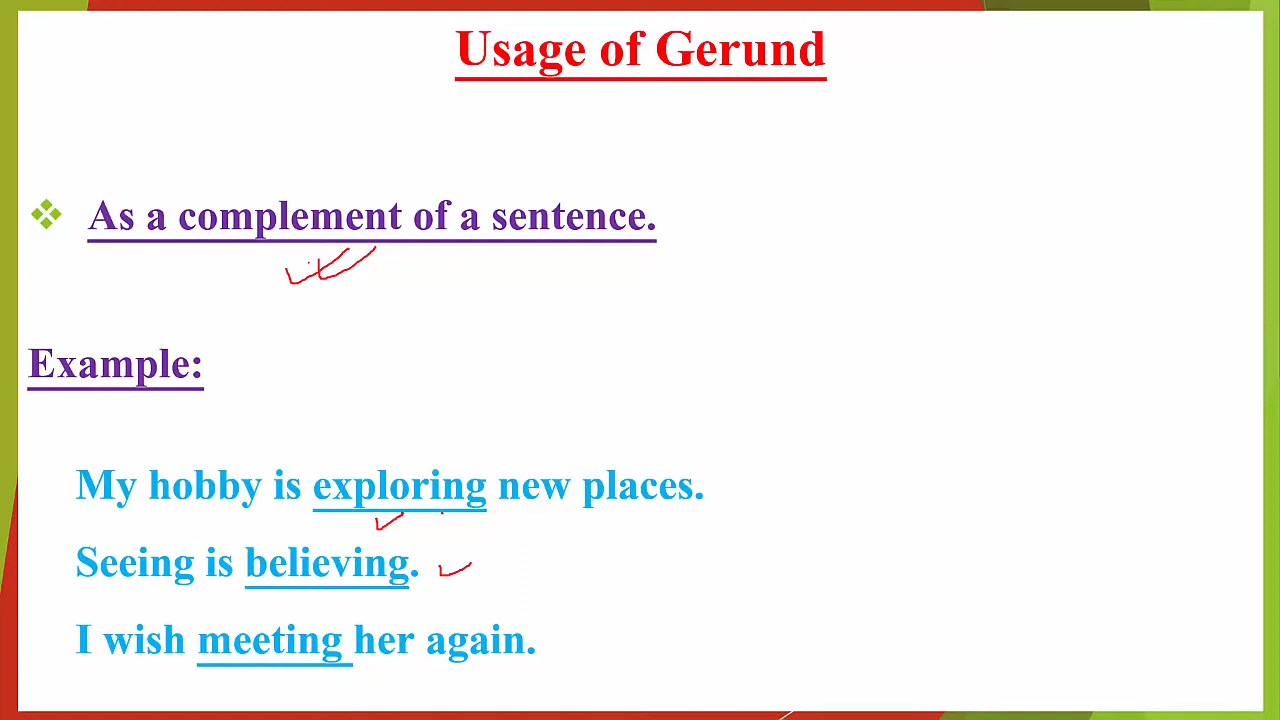 Usage of Gerund
As a complement of a sentence.
Example:
My hobby is exploring new places.
Seeing is believing.
I wish meeting her again.